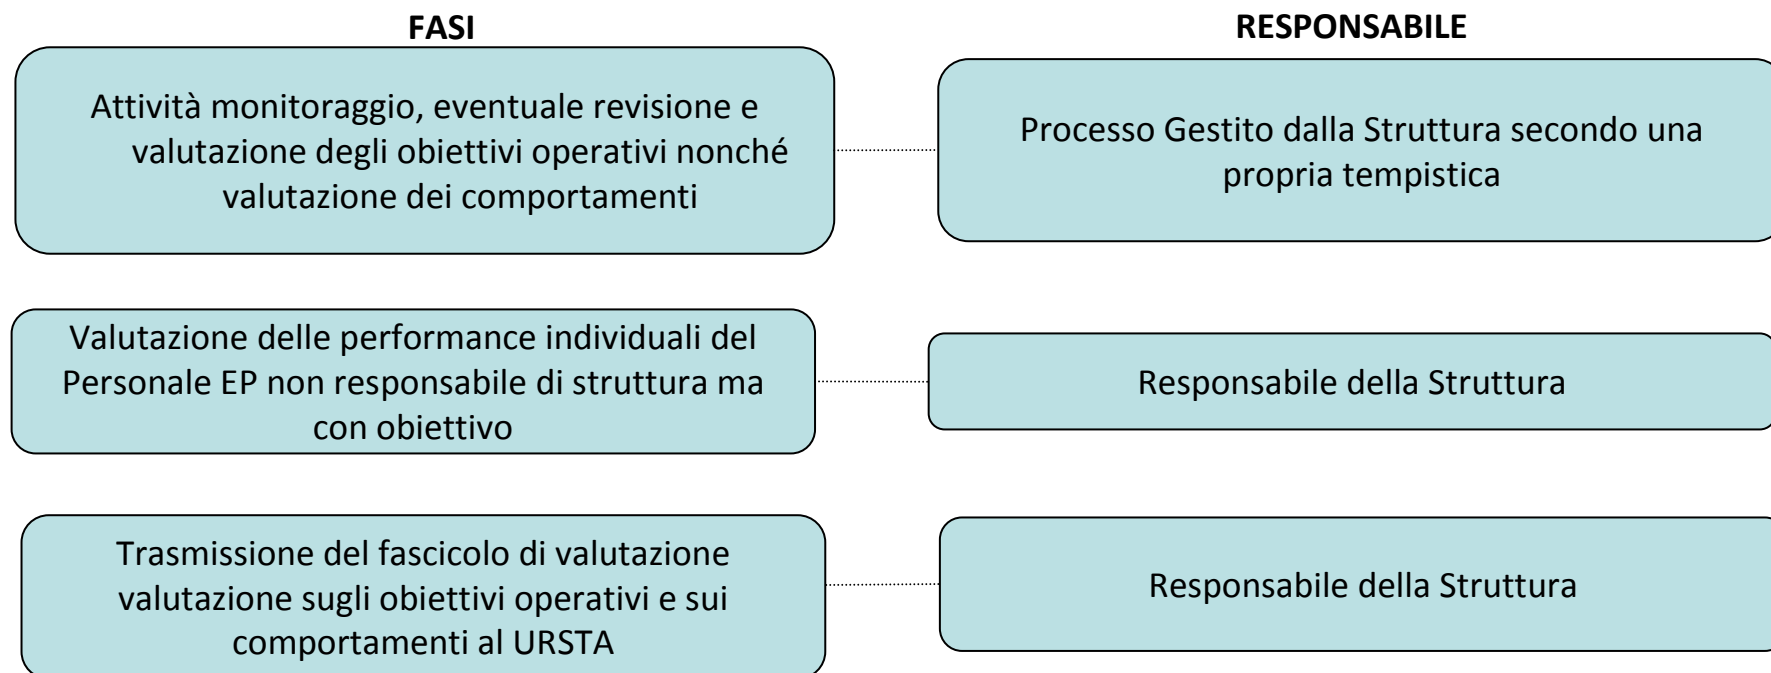 FASI
RESPONSABILE
Attività monitoraggio, eventuale revisione e
valutazione degli obiettivi operativi nonché
valutazione dei comportamenti
Processo Gestito dalla Struttura secondo una
propria tempistica
Valutazione delle performance individuali del
Personale EP non responsabile di struttura ma
con obiettivo
Responsabile della Struttura
Trasmissione del fascicolo di valutazione
valutazione sugli obiettivi operativi e sui
comportamenti al URSTA
Responsabile della Struttura